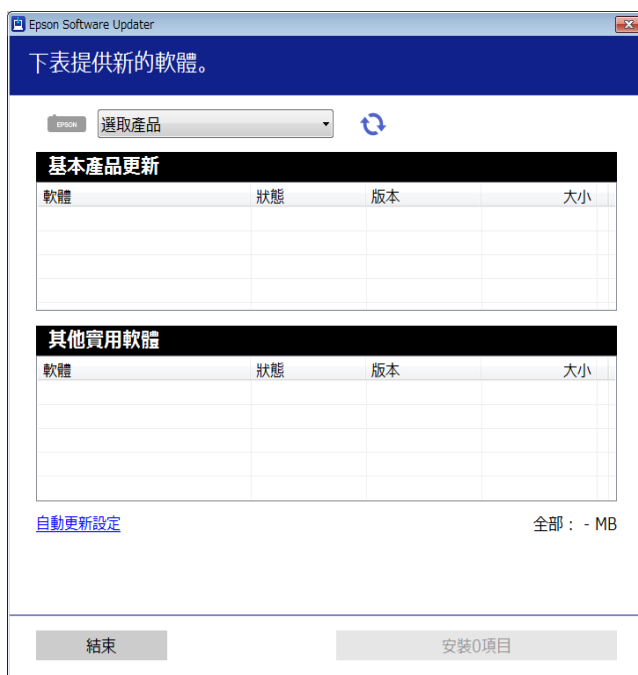 Epson Software Updater
下表提供新的軟體。
EPSON
選取產品
基本產品更新
軟體 狀態 版本 大小
其他實用軟體
軟體 狀態 版本 大小
自動更新設定
全部： - MB
結束
安裝0項目